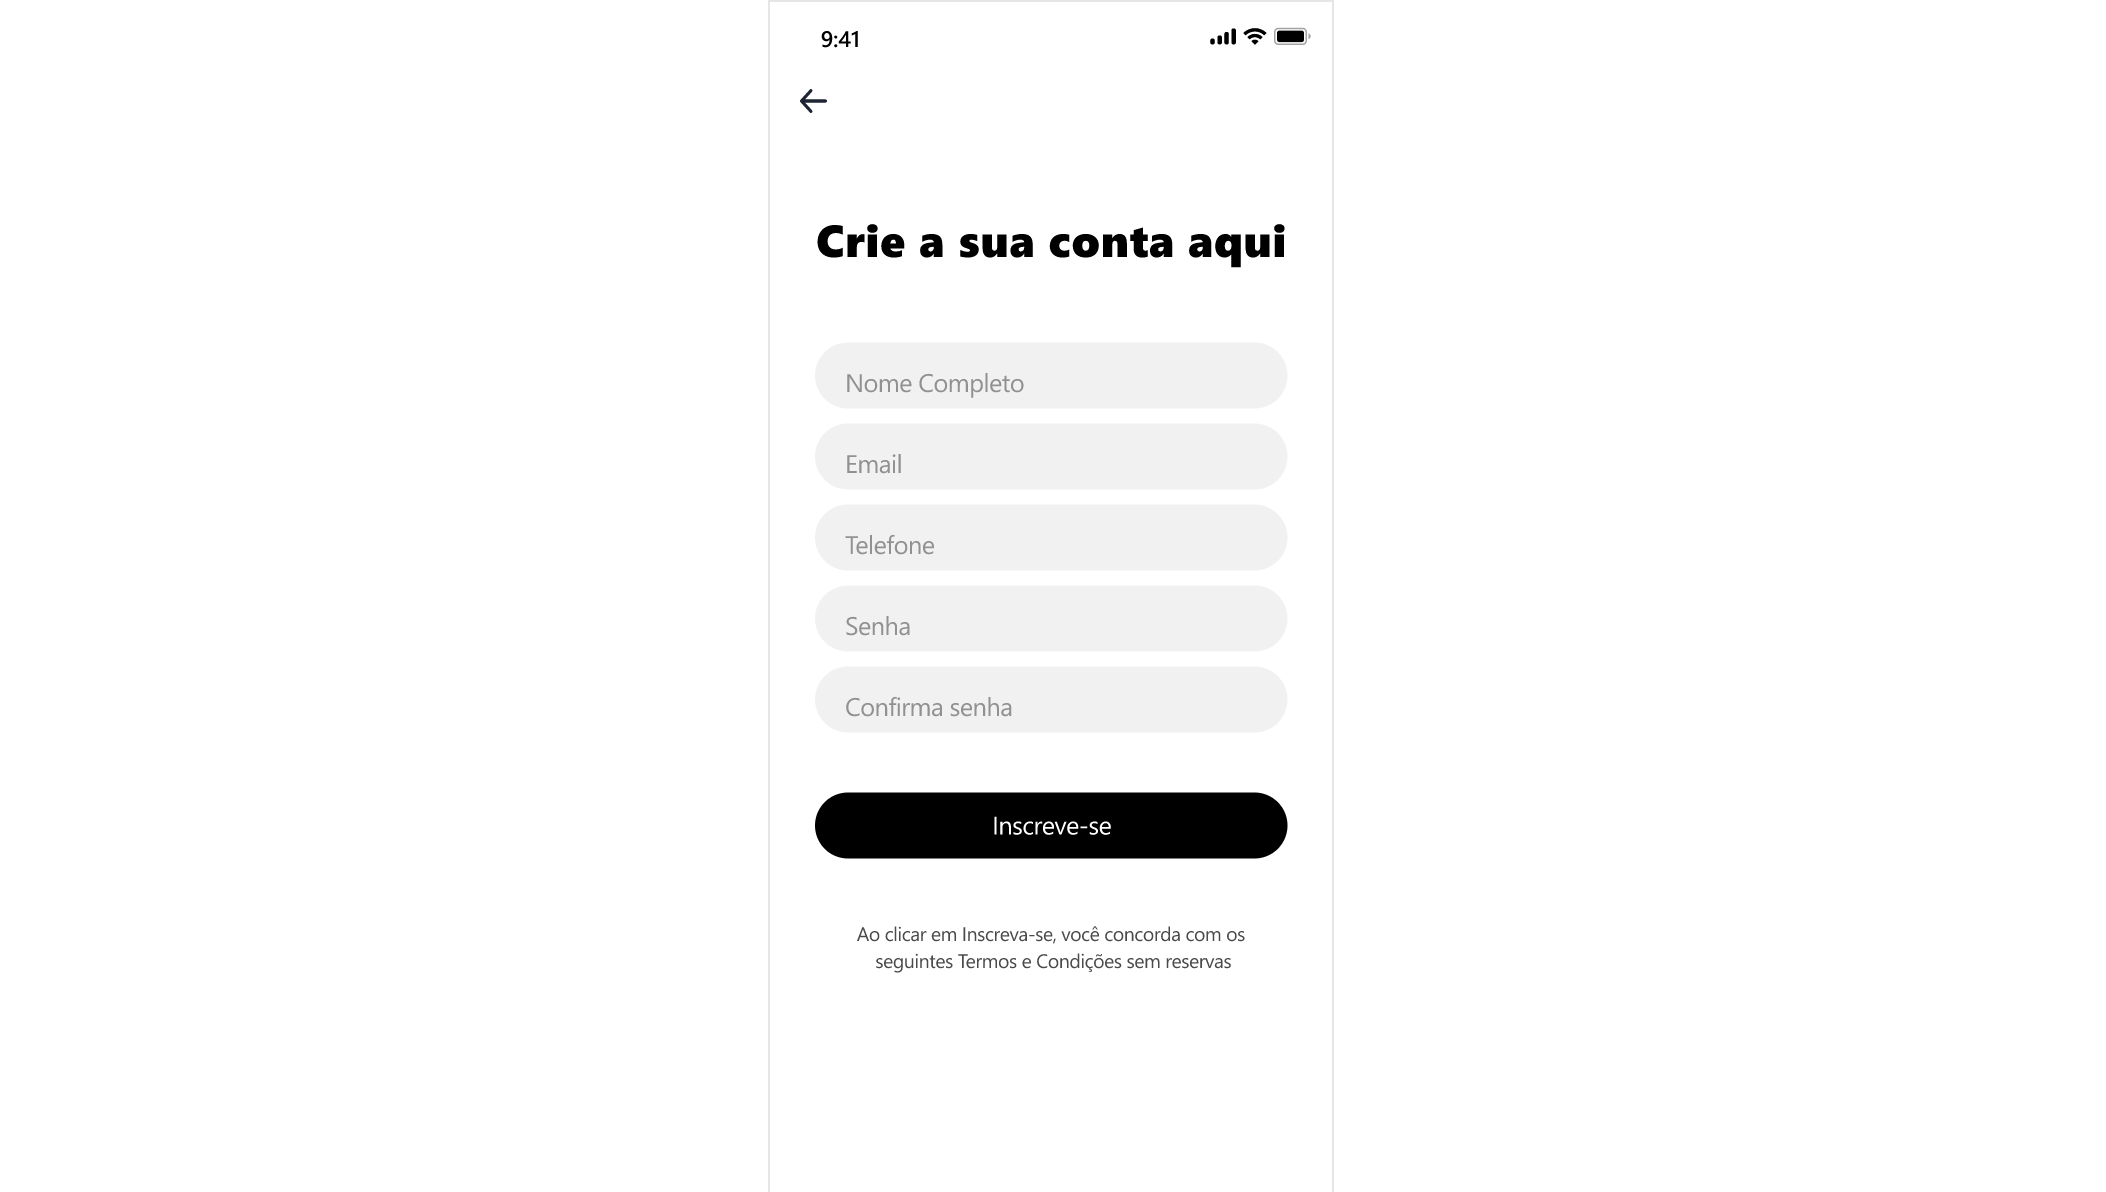 9:41
Crie a sua conta aqui
Nome Completo
Email
Telefone
Senha
Confirma senha
Inscreve-se
Ao clicar em Inscreva-se, você concorda com os
seguintes Termos e Condições sem reservas